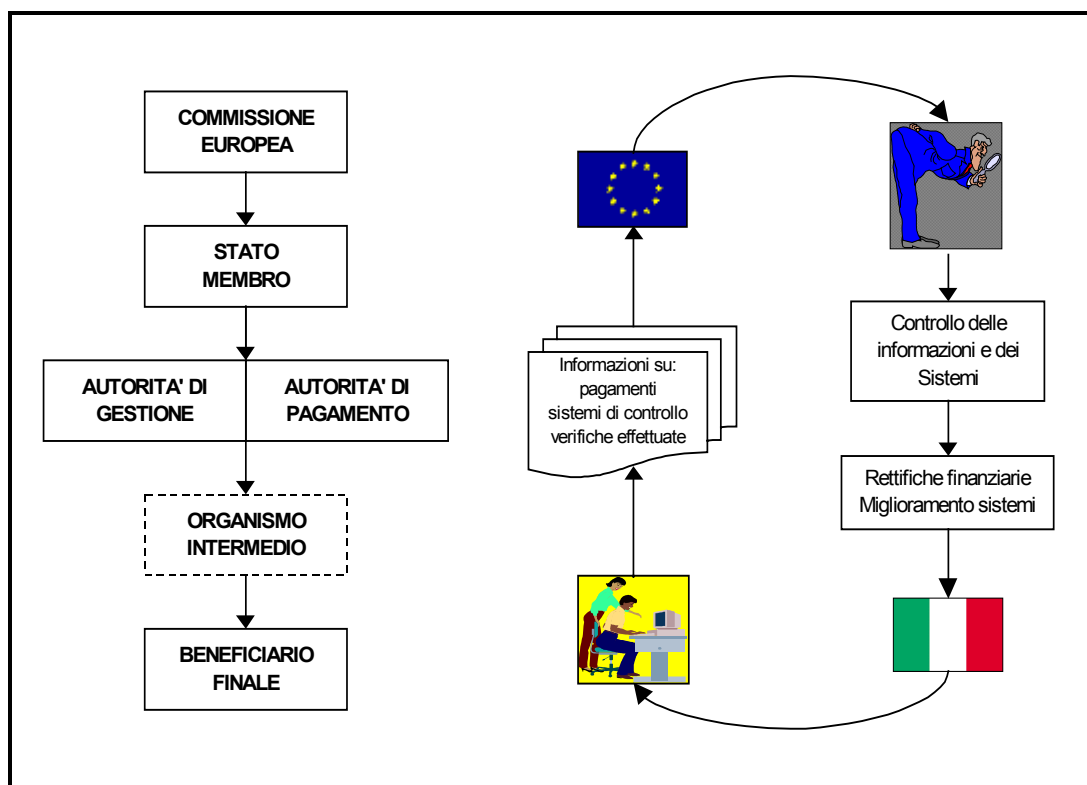 COMMISSIONE
EUROPEA
STATO
MEMBRO
AUTORITA' DI
GESTIONE
AUTORITA' DI
PAGAMENTO
ORGANISMO
INTERMEDIO
BENEFICIARIO
FINALE
Informazioni su:
pagamenti
sistemi di controllo
verifiche effettuate
Controllo delle
informazioni e dei
Sistemi
Rettifiche finanziarie
Miglioramento sistemi